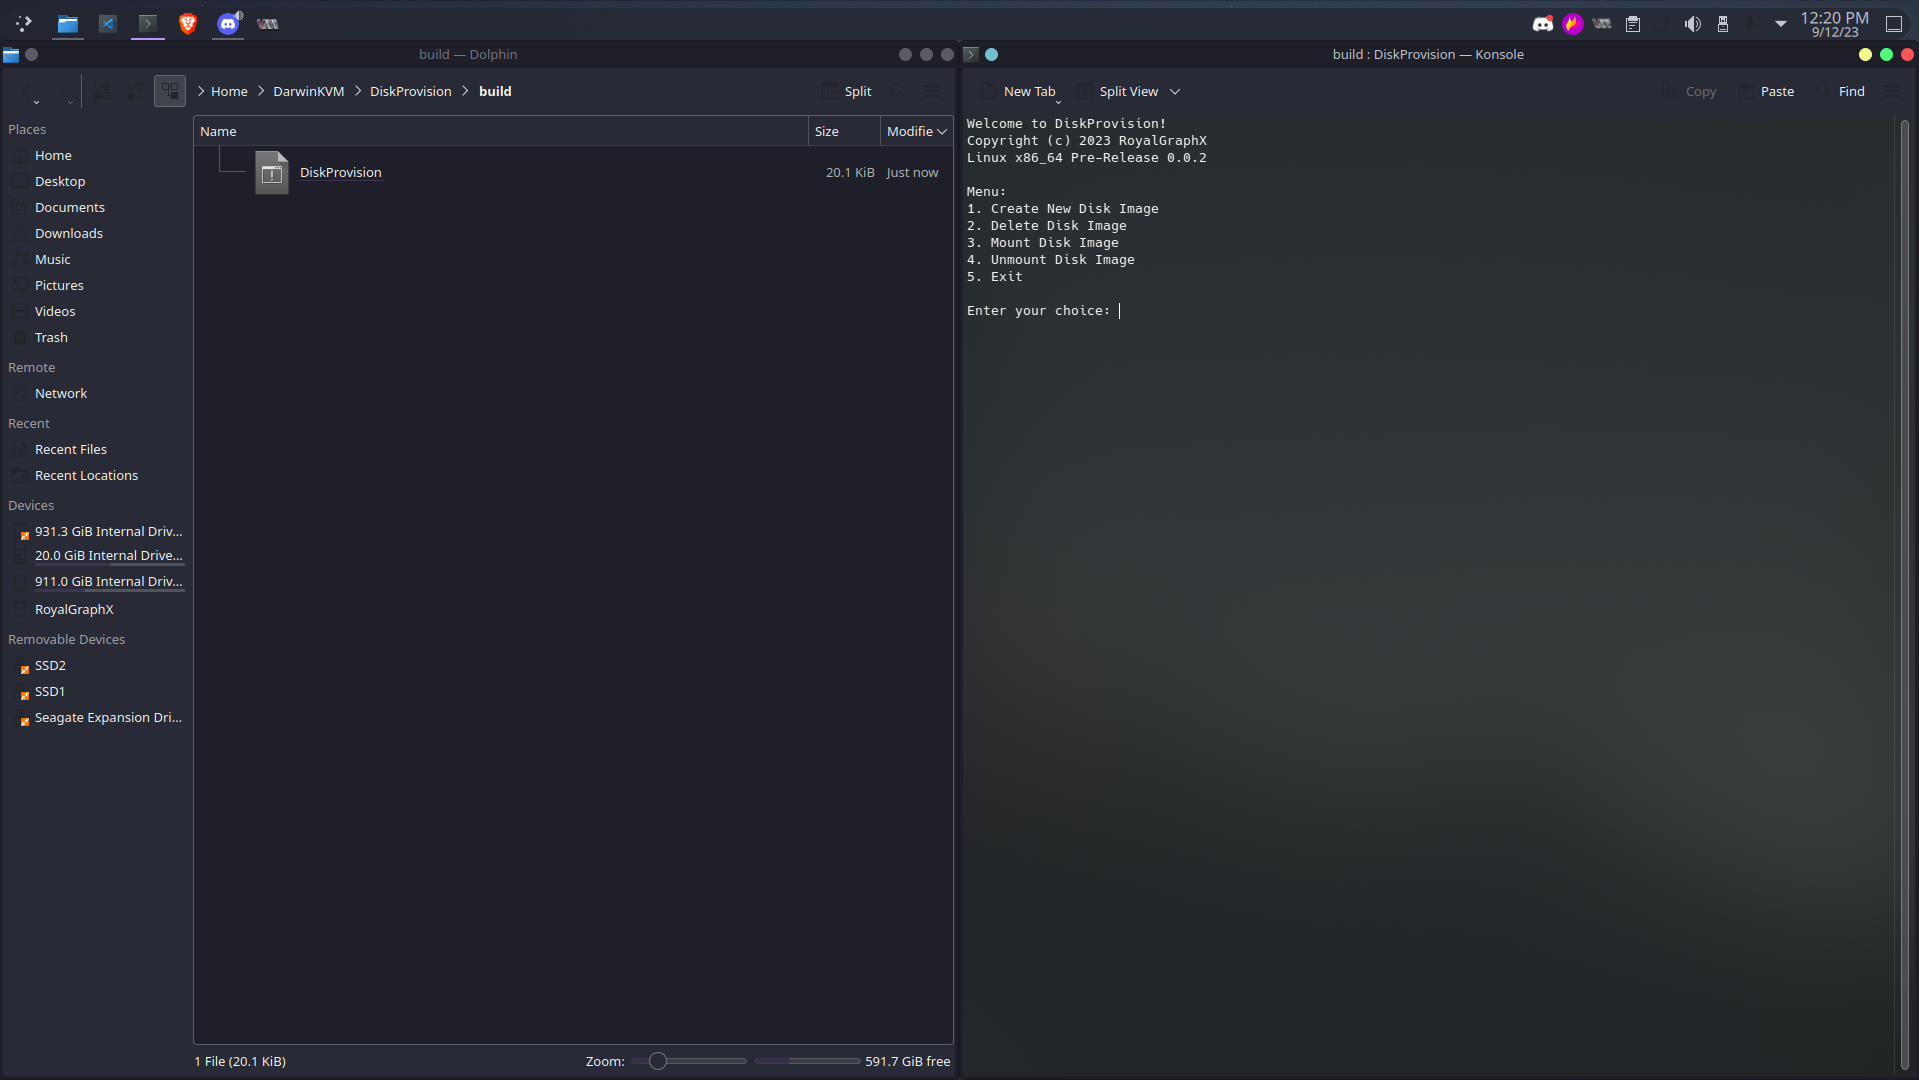 12:20 PM
9/12/23
build — Dolphin
Home
DarwinKVM
DiskProvision
build
Split
Places
Home
Desktop
Documents
Downloads
Music
Pictures
Videos
Trash
Remote
Network
Recent
Recent Files
Recent Locations
Devices
931.3 GiB Internal Driv...
20.0 GiB Internal Drive...
911.0 GiB Internal Driv...
RoyalGraphX
Removable Devices
SSD2
SSD1
Seagate Expansion Dri...
Name Size Modifie
DiskProvision 20.1 KiB Just now
1 File (20.1 KiB) Zoom: 591.7 GiB free
build : DiskProvision — Konsole
New Tab Split View Copy Paste Find
Welcome to DiskProvision!
Copyright (c) 2023 RoyalGraphX
Linux x86_64 Pre-Release 0.0.2
Menu:
1. Create New Disk Image
2. Delete Disk Image
3. Mount Disk Image
4. Unmount Disk Image
5. Exit
Enter your choice: